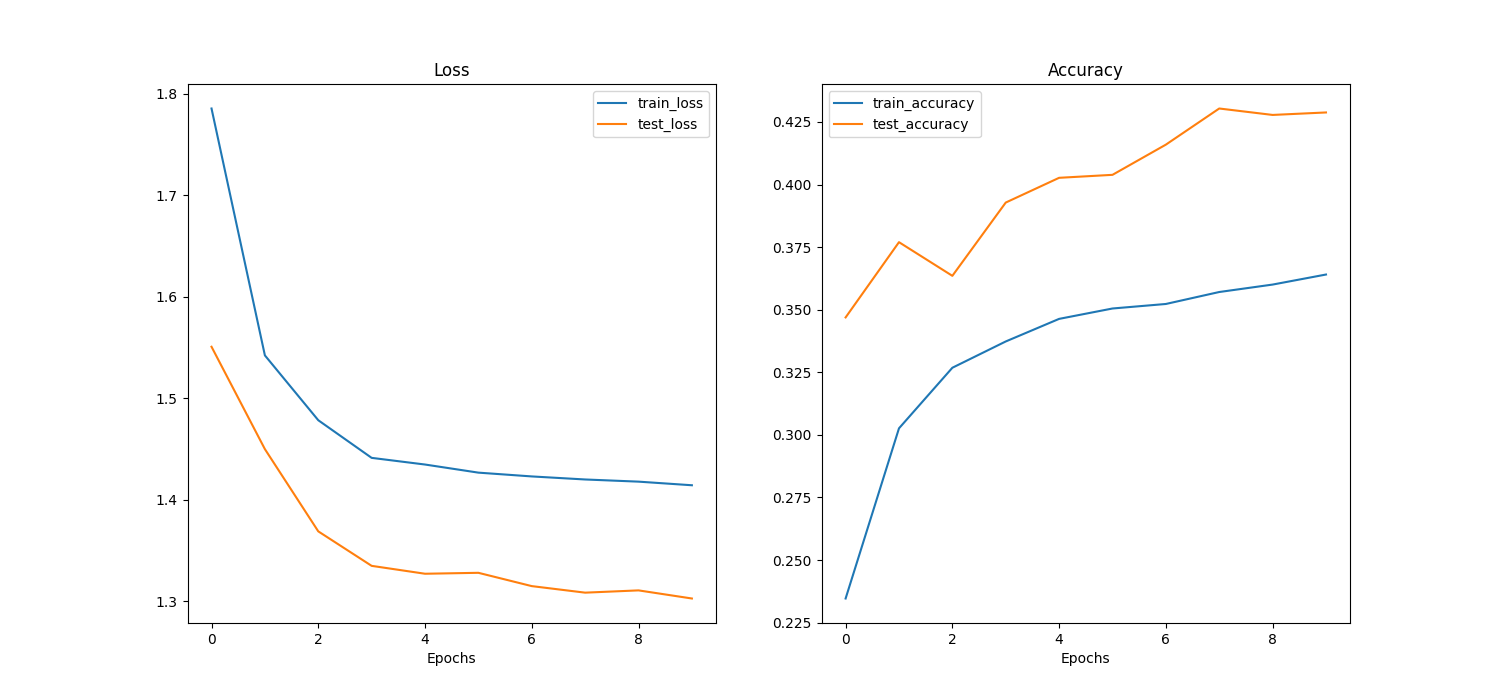 Loss
1.8
1.7
1.6
1.5
1.4
1.3
0 2 4 6 8
Epochs
train_loss
test_loss
Accuracy
0.425
0.400
0.375
0.350
0.325
0.300
0.275
0.250
0.225
0 2 4 6 8
Epochs
train_accuracy
test_accuracy